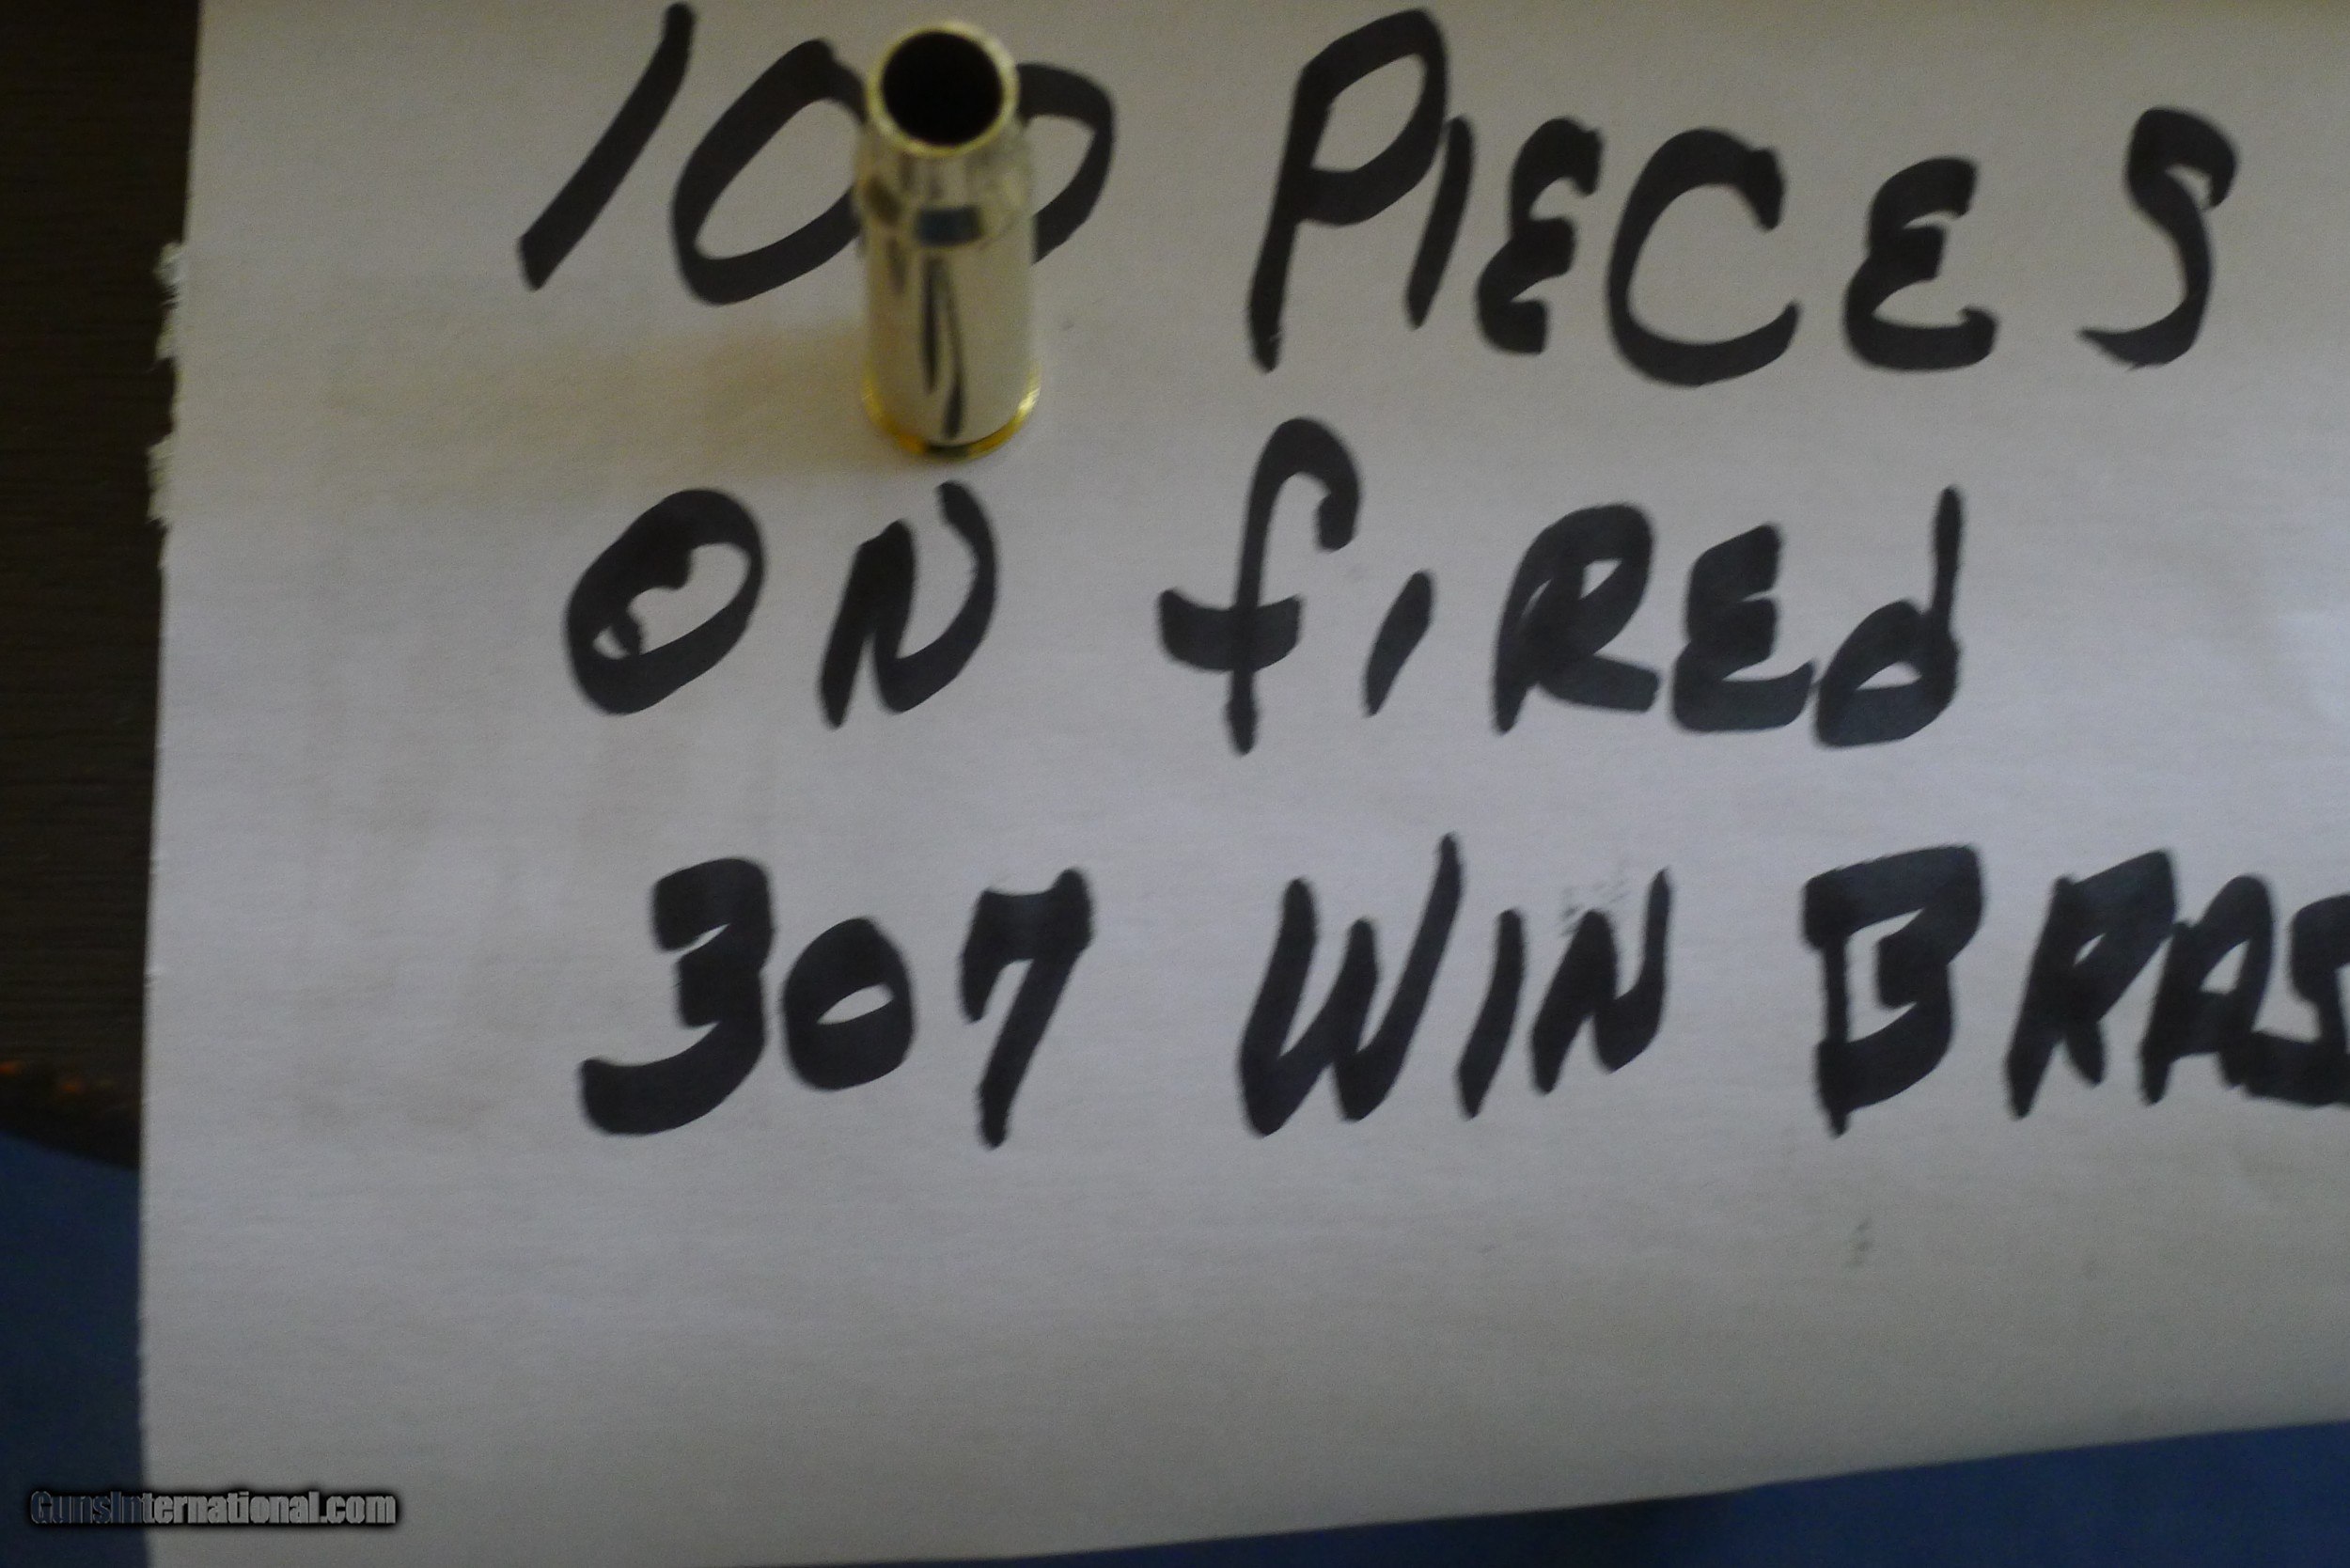 100 PIECES
ON fiREd
307 WIN BRAS
GunsInternational.com